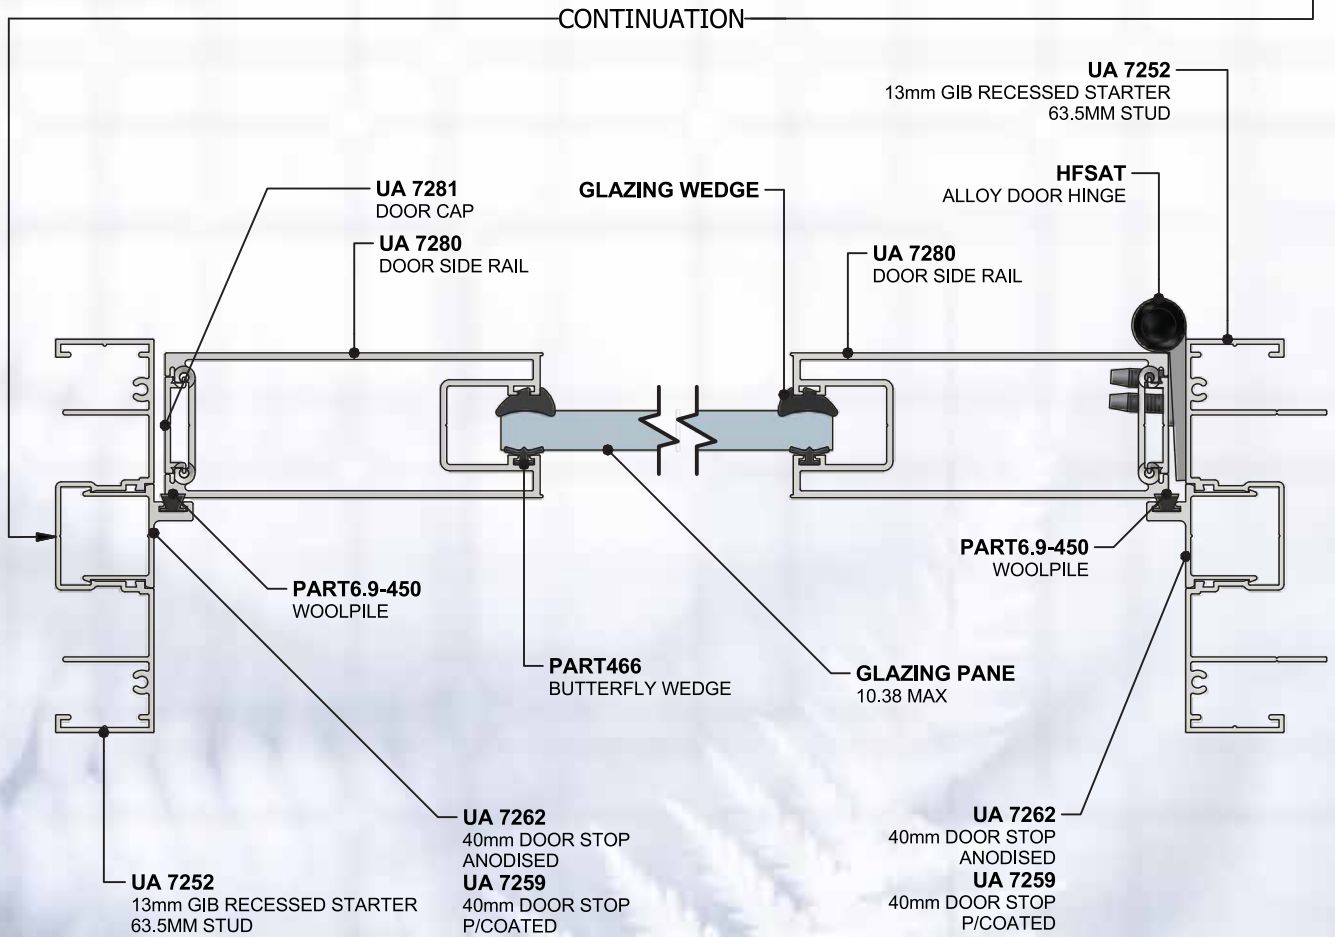 CONTINUATION
UA 7252
13mm GIB RECESSED STARTER
63.5MM STUD
HFSAT
ALLOY DOOR HINGE
UA 7281
DOOR CAP
GLAZING WEDGE
UA 7280
DOOR SIDE RAIL
UA 7280
DOOR SIDE RAIL
PART6.9-450
WOOLPILE
PART6.9-450
WOOLPILE
PART466
BUTTERFLY WEDGE
GLAZING PANE
10.38 MAX
UA 7262
40mm DOOR STOP
ANODISED
UA 7259
40mm DOOR STOP
P/COATED
UA 7262
40mm DOOR STOP
ANODISED
UA 7259
40mm DOOR STOP
P/COATED
UA 7252
13mm GIB RECESSED STARTER
63.5MM STUD